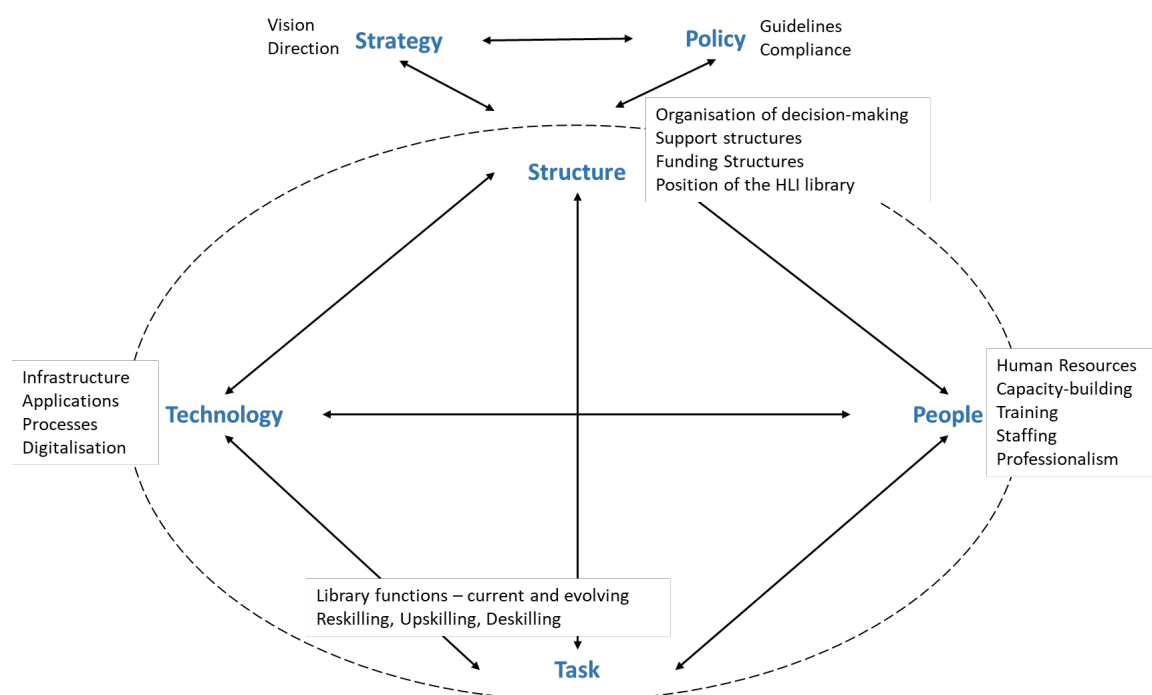 Vision
Direction
Strategy
Policy
Guidelines
Compliance
Organisation of decision-making
Support structures
Funding Structures
Position of the HLI library
Structure
Infrastructure
Applications
Processes
Digitalisation
Technology
People
Human Resources
Capacity-building
Training
Staffing
Professionalism
Library functions – current and evolving
Reskilling, Upskilling, Deskilling
Task